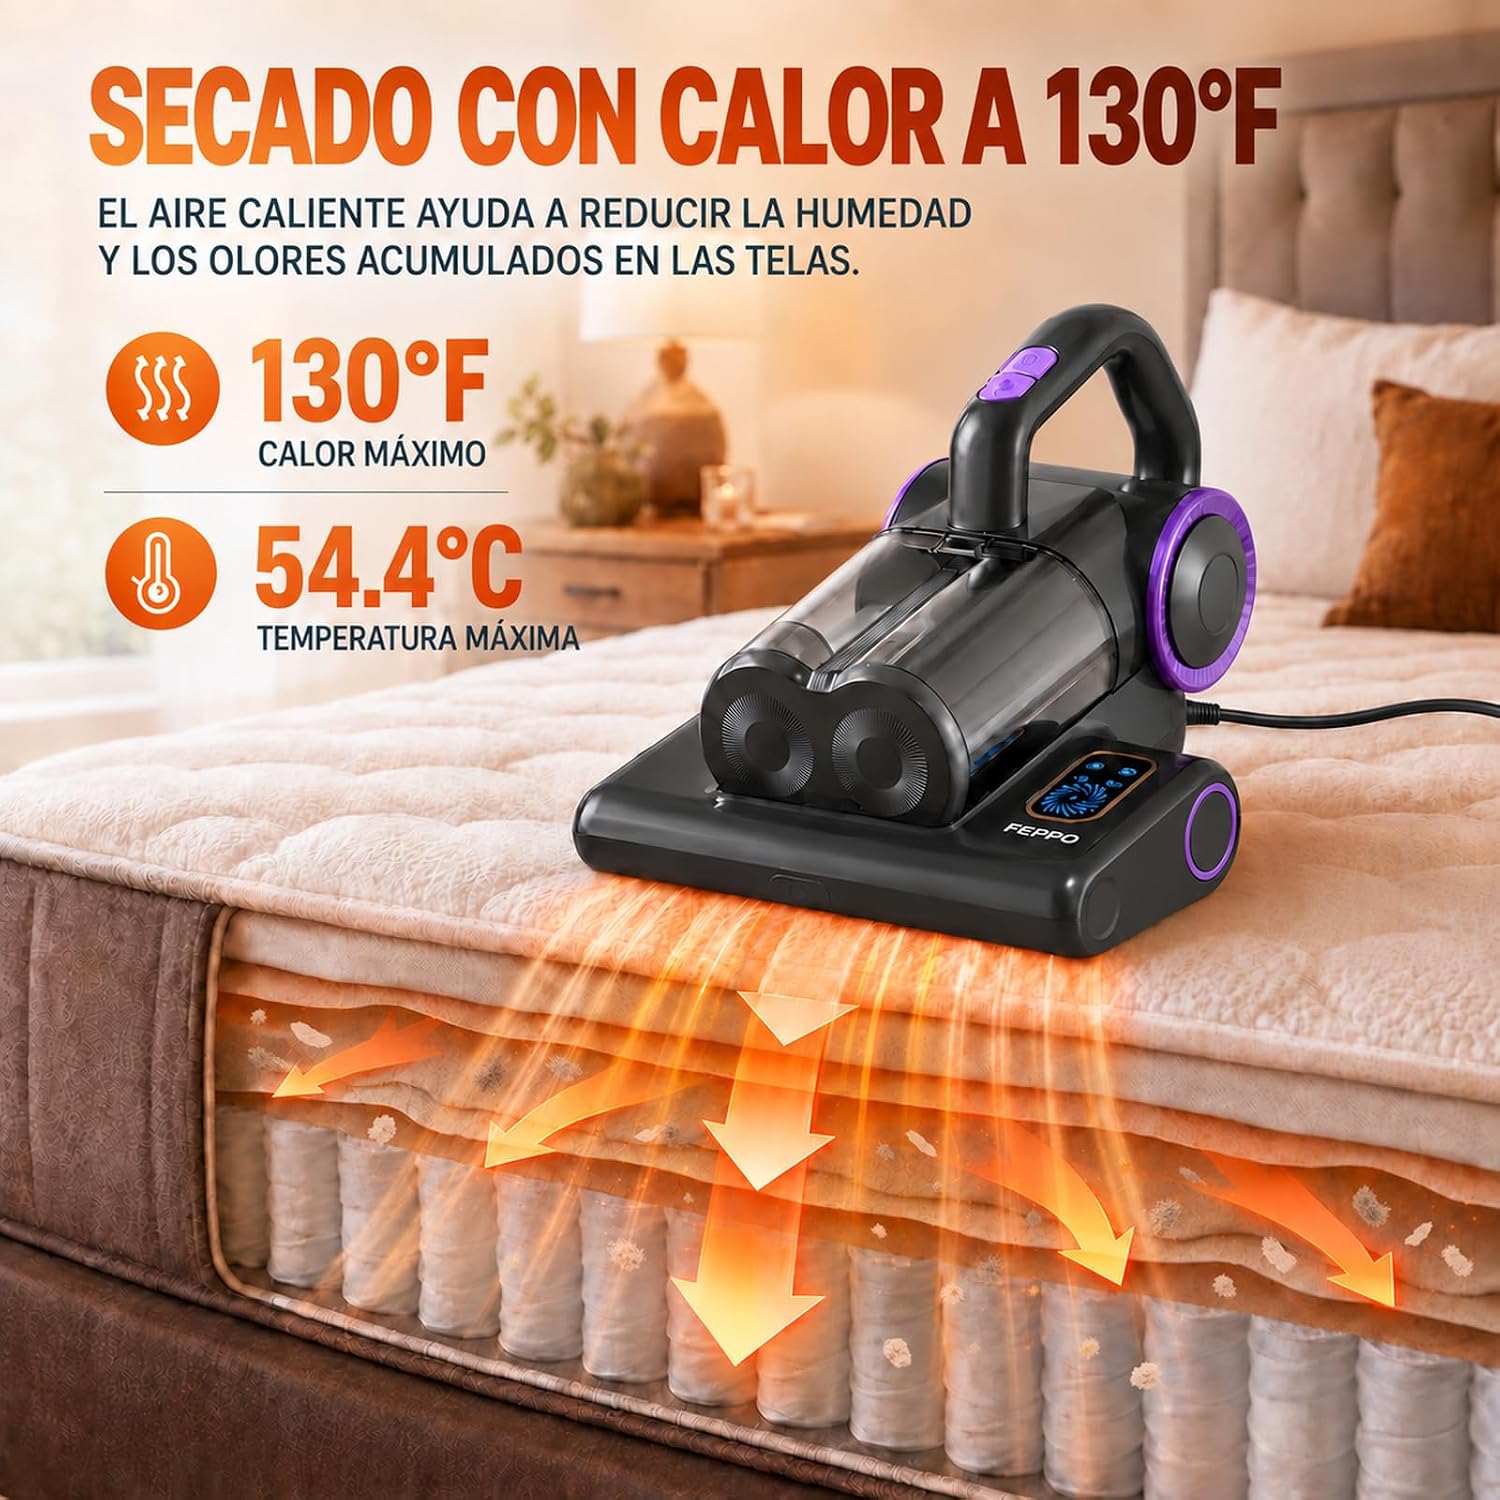 SECADO CON CALOR A 130°F
EL AIRE CALIENTE AYUDA A REDUCIR LA HUMEDAD
Y LOS OLORES ACUMULADOS EN LAS TELAS.
130°F
CALOR MÁXIMO
54.4°C
TEMPERATURA MÁXIMA
FEPPO